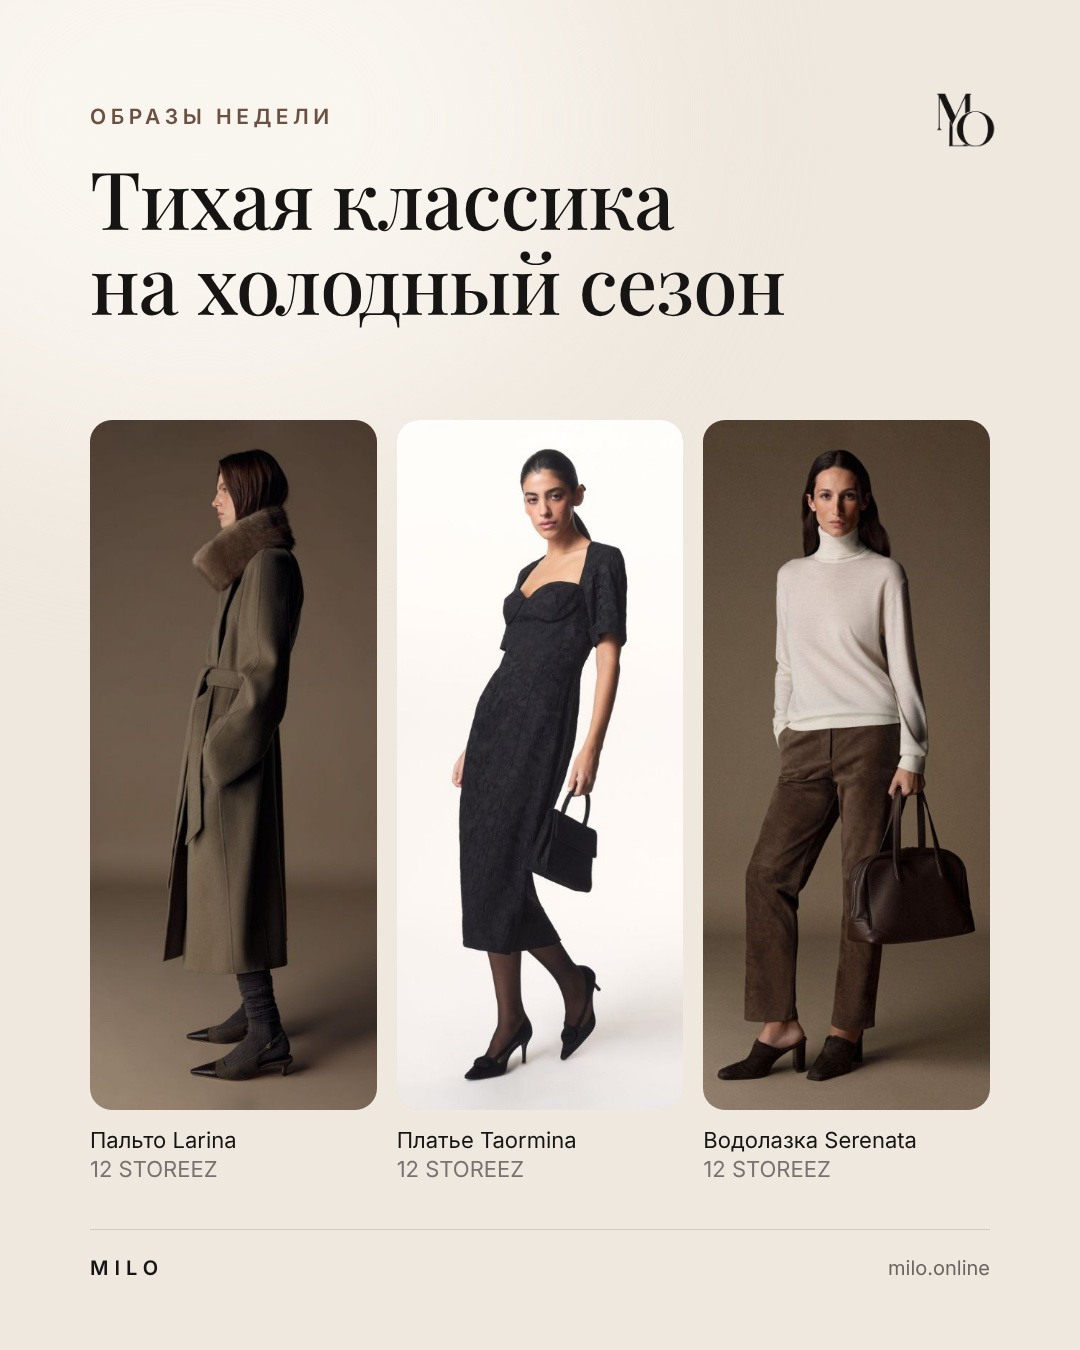 ОБРАЗЫ НЕДЕЛИ
MLO
Тихая классика
на холодный сезон
Пальто Larina
12 STOREEZ
Платье Taormina
12 STOREEZ
Водолазка Serenata
12 STOREEZ
MILO
milo.online